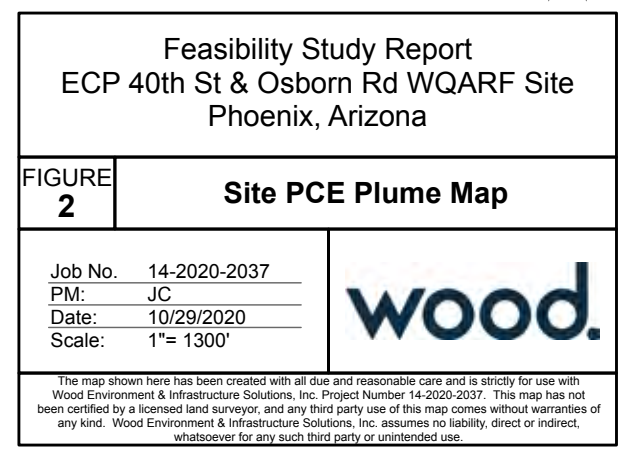 Feasibility Study Report
ECP 40th St & Osborn Rd WQARF Site
Phoenix, Arizona
FIGURE
2
Site PCE Plume Map
Job No. 14-2020-2037
PM: JC
Date: 10/29/2020
Scale: 1"= 1300'
wood.
The map shown here has been created with all due and reasonable care and is strictly for use with
Wood Environment & Infrastructure Solutions, Inc. Project Number 14-2020-2037. This map has not
been certified by a licensed land surveyor, and any third party use of this map comes without warranties of
any kind. Wood Environment & Infrastructure Solutions, Inc. assumes no liability, direct or indirect,
whatsoever for any such third party or unintended use.